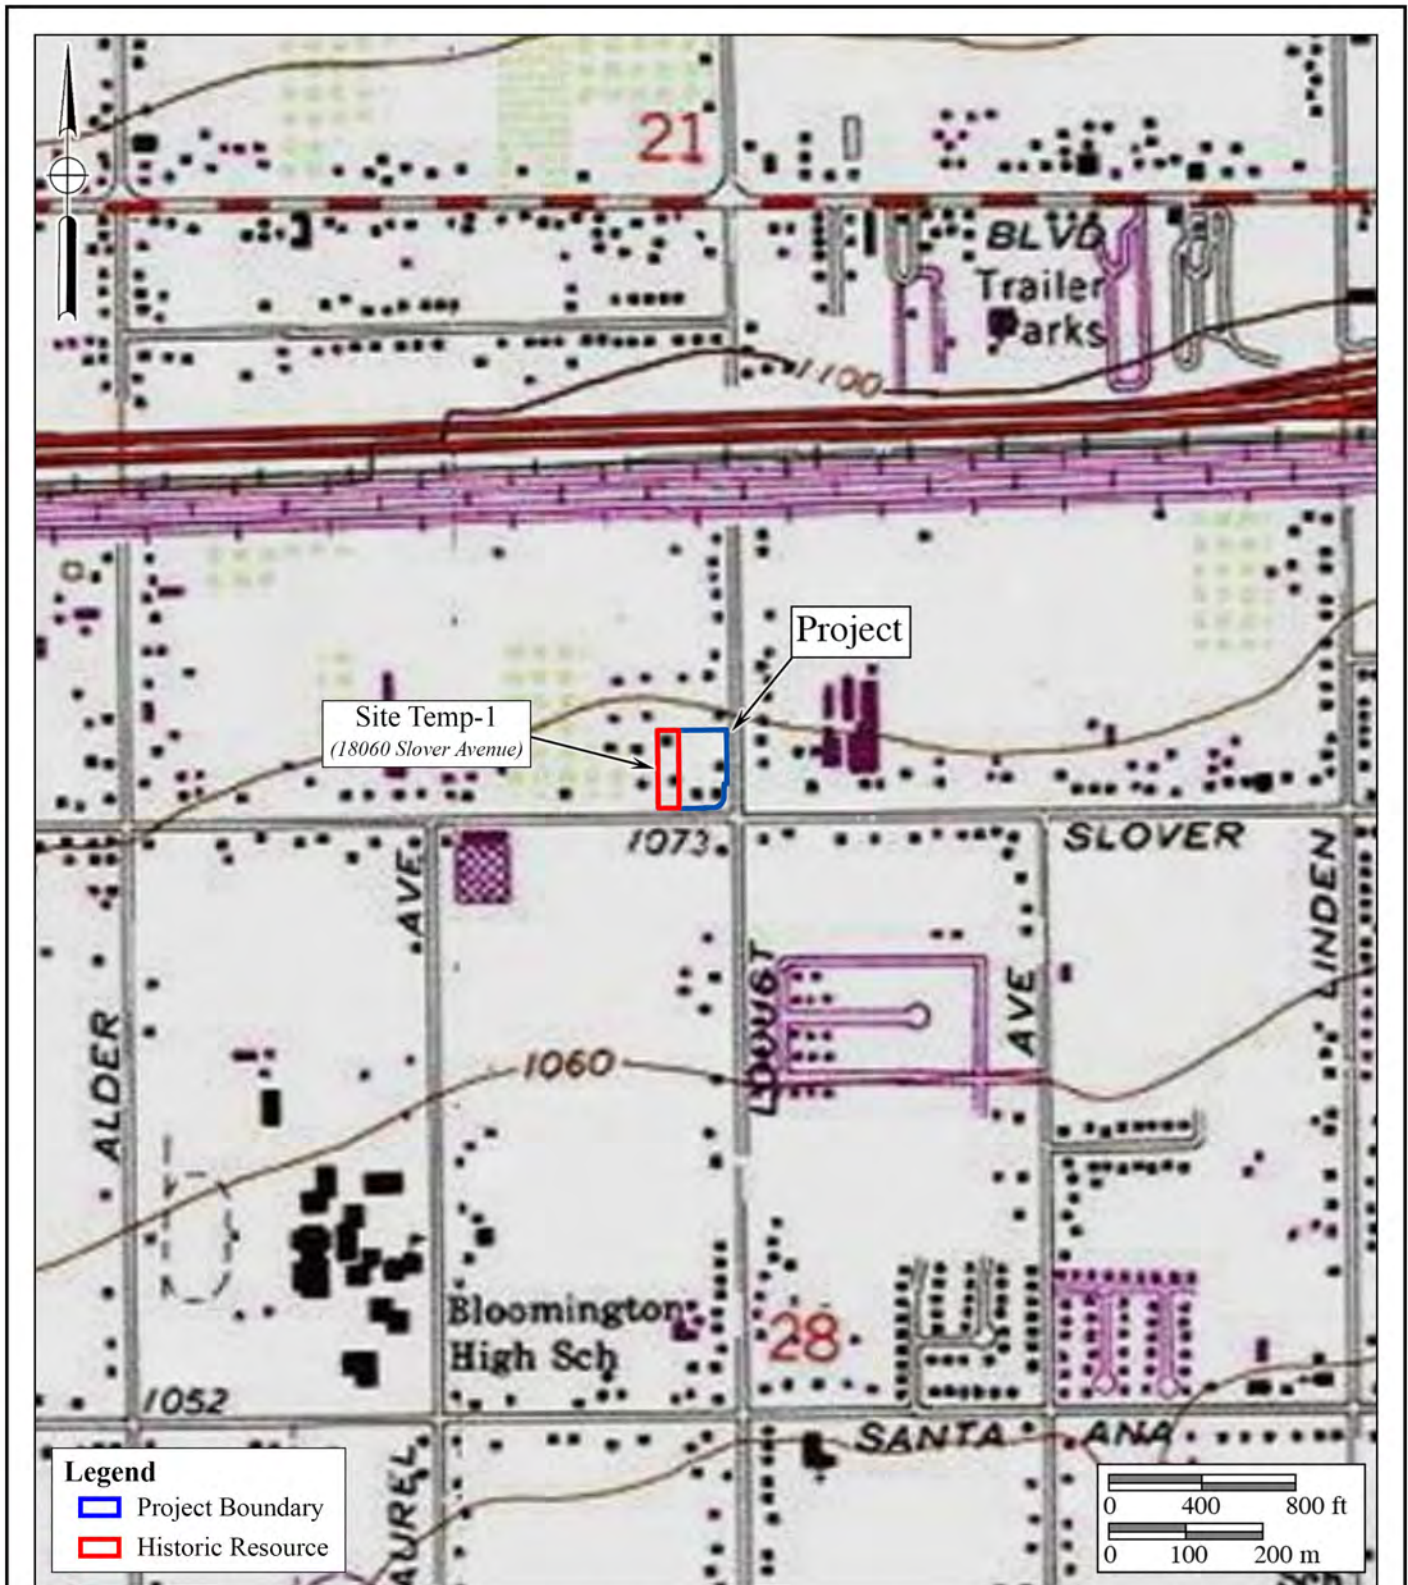 21
BLVD
Trailer
Parks
1100
Project
Site Temp-1
(18060 Slover Avenue)
1073
SLOVER
AVE
LINDEN
LOCUST
AVE
ALDER
1060
Bloomington
High Sch
28
1052
SANTA ANA
LAUREL
Legend
Project Boundary
Historic Resource
0 400 800 ft
0 100 200 m